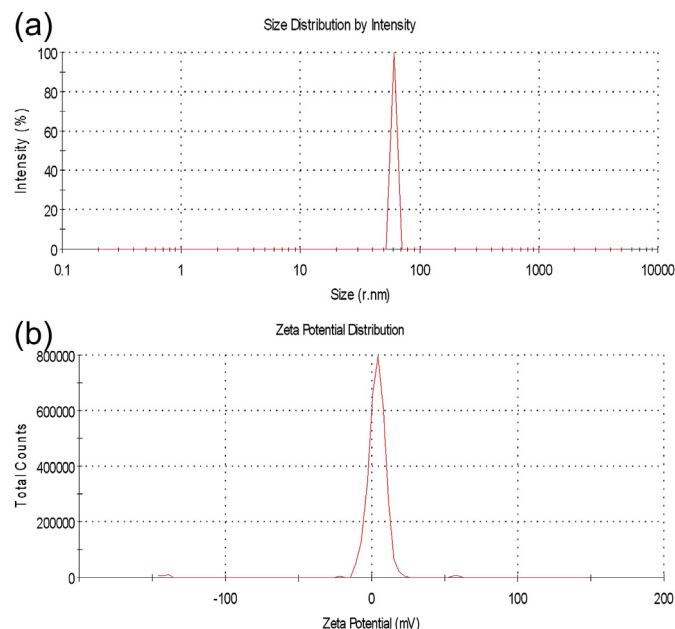 (a)
Size Distribution by Intensity
100
80
60
40
20
0
Intensity (%)
0.1 1 10 100 1000 10000
Size (r.nm)
(b)
Zeta Potential Distribution
800000
600000
400000
200000
0
Total Counts
-100 0 100 200
Zeta Potential (mV)